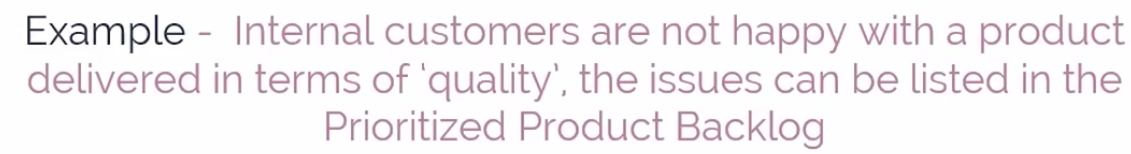 Example - Internal customers are not happy with a product
delivered in terms of ‘quality’, the issues can be listed in the
Prioritized Product Backlog